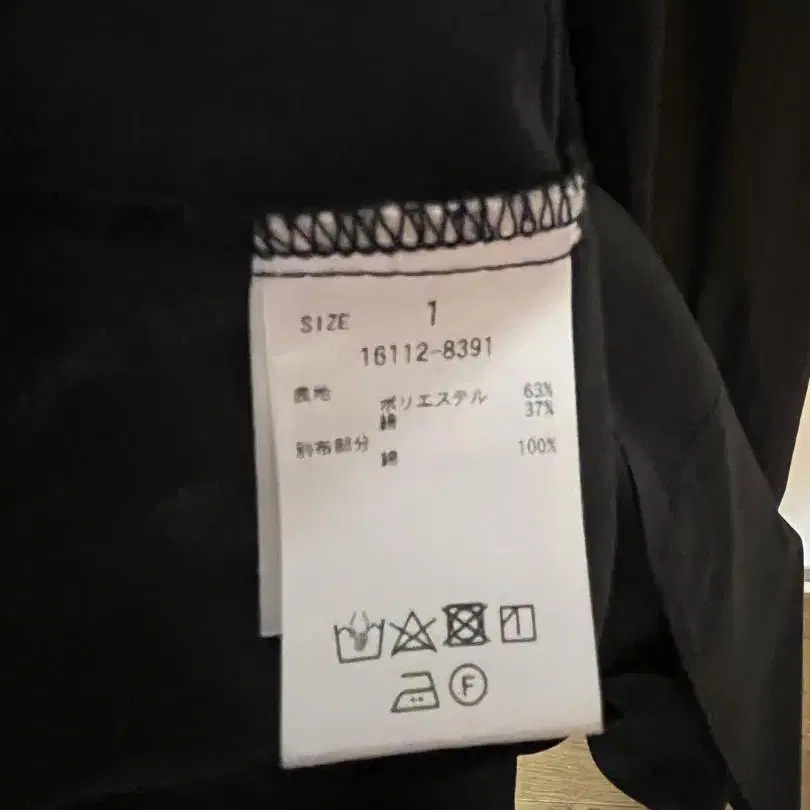 SIZE 1
16112-8391
表地 ポリエステル 63%
綿 37%
別布部分 綿 100%
F